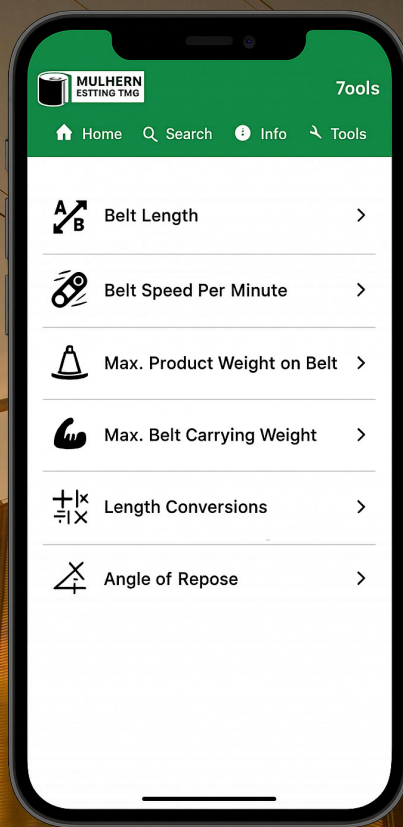 MULHERN
ESTTING TMG
7ools
Home Search Info Tools
A
B
Belt Length
Belt Speed Per Minute
Max. Product Weight on Belt
Max. Belt Carrying Weight
Length Conversions
Angle of Repose